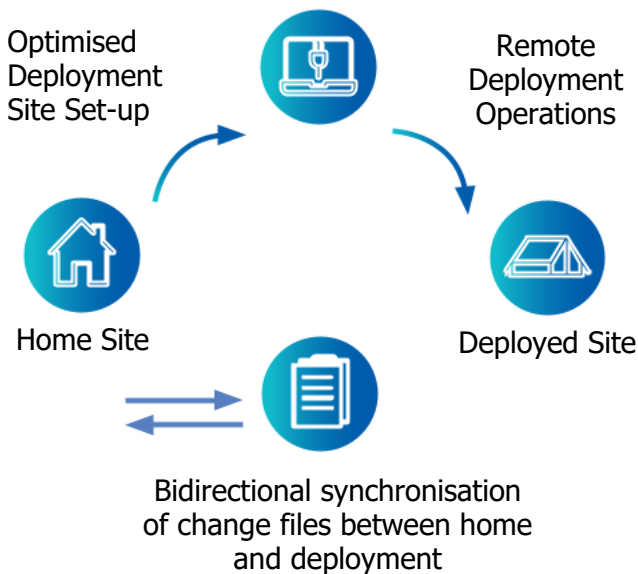 Optimised
Deployment
Site Set-up
Remote
Deployment
Operations
Home Site
Deployed Site
Bidirectional synchronisation
of change files between home
and deployment